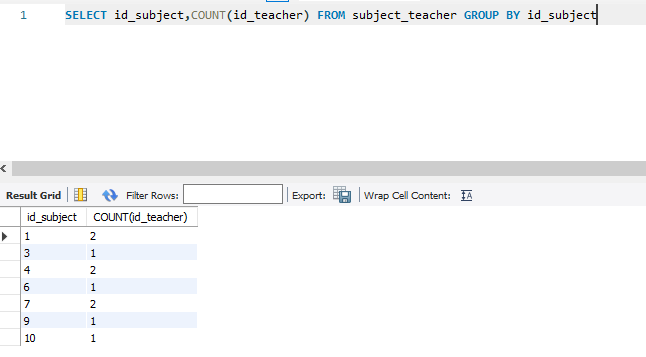 1 SELECT id_subject,COUNT(id_teacher) FROM subject_teacher GROUP BY id_subject
Result Grid Filter Rows: Export: Wrap Cell Content:
id_subject COUNT(id_teacher)
1 2
3 1
4 2
6 1
7 2
9 1
10 1